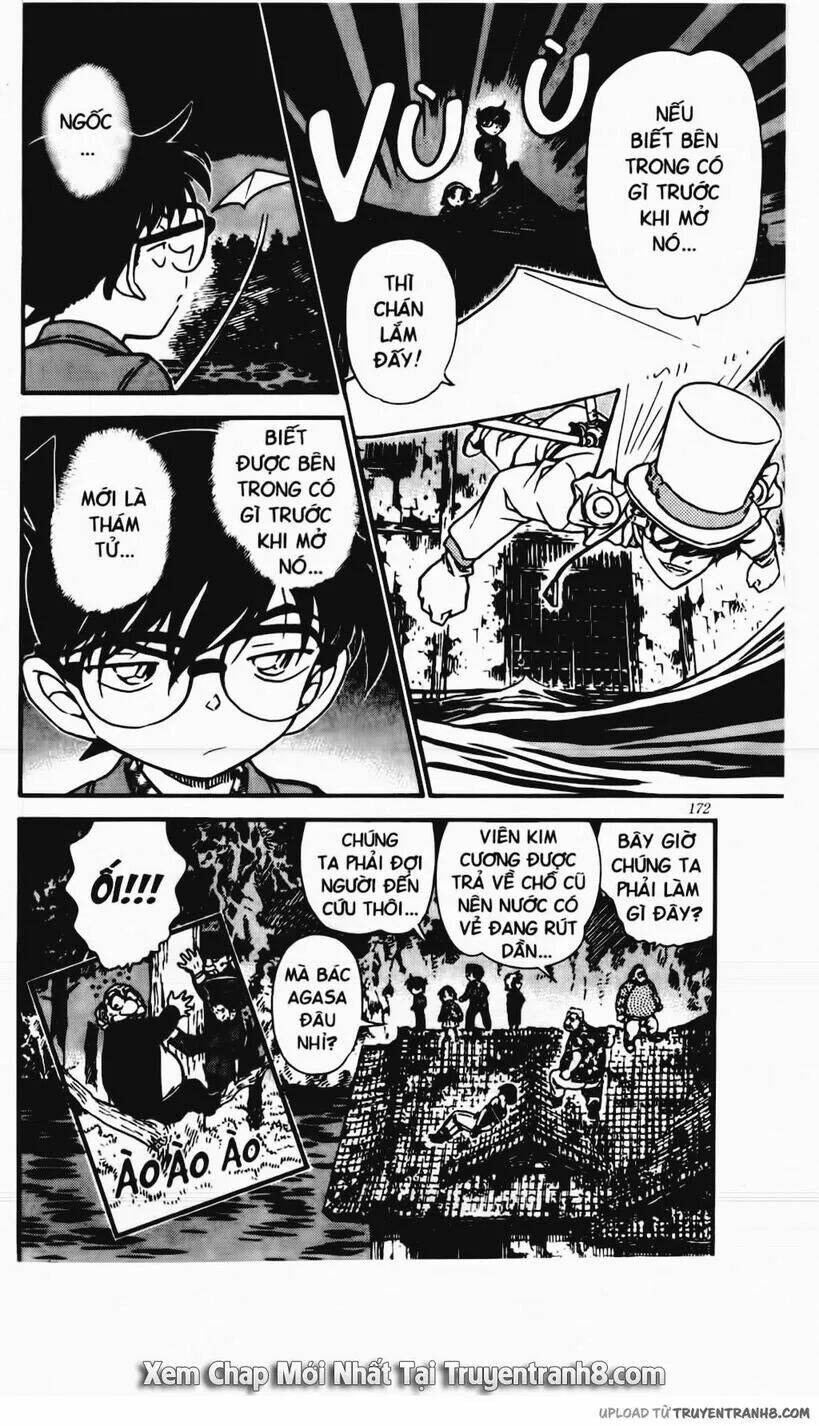 NẾU
BIẾT BÊN
TRONG CÓ
GÌ TRƯỚC
KHI MỞ
NÓ...
VÙ Ù
THÌ
CHÁN
LẮM
ĐẤY!
NGỐC
...
BIẾT
ĐƯỢC BÊN
TRONG CÓ
GÌ TRƯỚC
KHI MỞ
NÓ...
MỚI LÀ
THÁM
TỬ...
172
BÂY GIỜ
CHÚNG TA
PHẢI LÀM
GÌ ĐÂY?
VIÊN KIM
CƯƠNG ĐƯỢC
TRẢ VỀ CHỖ CŨ
NÊN NƯỚC CÓ
VẺ ĐANG RÚT
DẦN...
CHÚNG
TA PHẢI ĐỢI
NGƯỜI ĐẾN
CỨU THÔI...
MÀ BÁC
AGASA
ĐÂU
NHỈ?
ỐI!!!
ÀO ÀO ÀO
Xem Chap Mới Nhất Tại Truyentranh8.com
UPLOAD TỪ TRUYENTRANH8.COM